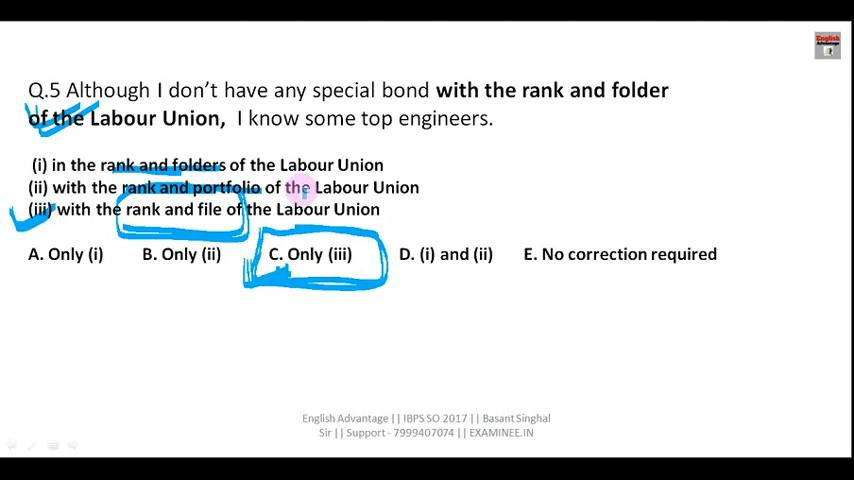 English
Advantage
Q.5 Although I don't have any special bond with the rank and folder
of the Labour Union, I know some top engineers.
(i) in the rank and folders of the Labour Union
(ii) with the rank and portfolio of the Labour Union
(iii) with the rank and file of the Labour Union
A. Only (i) B. Only (ii) C. Only (iii) D. (i) and (ii) E. No correction required
English Advantage || IBPS SO 2017 || Basant Singhal
Sir || Support - 7999407074 || EXAMINEE.IN